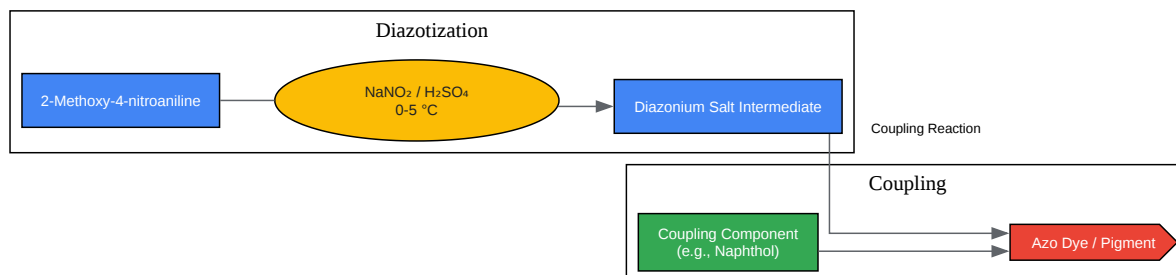 Diazotization
2-Methoxy-4-nitroaniline
NaNO₂ / H₂SO₄
0-5 °C
Diazonium Salt Intermediate
Coupling Reaction
Coupling
Coupling Component
(e.g., Naphthol)
Azo Dye / Pigment